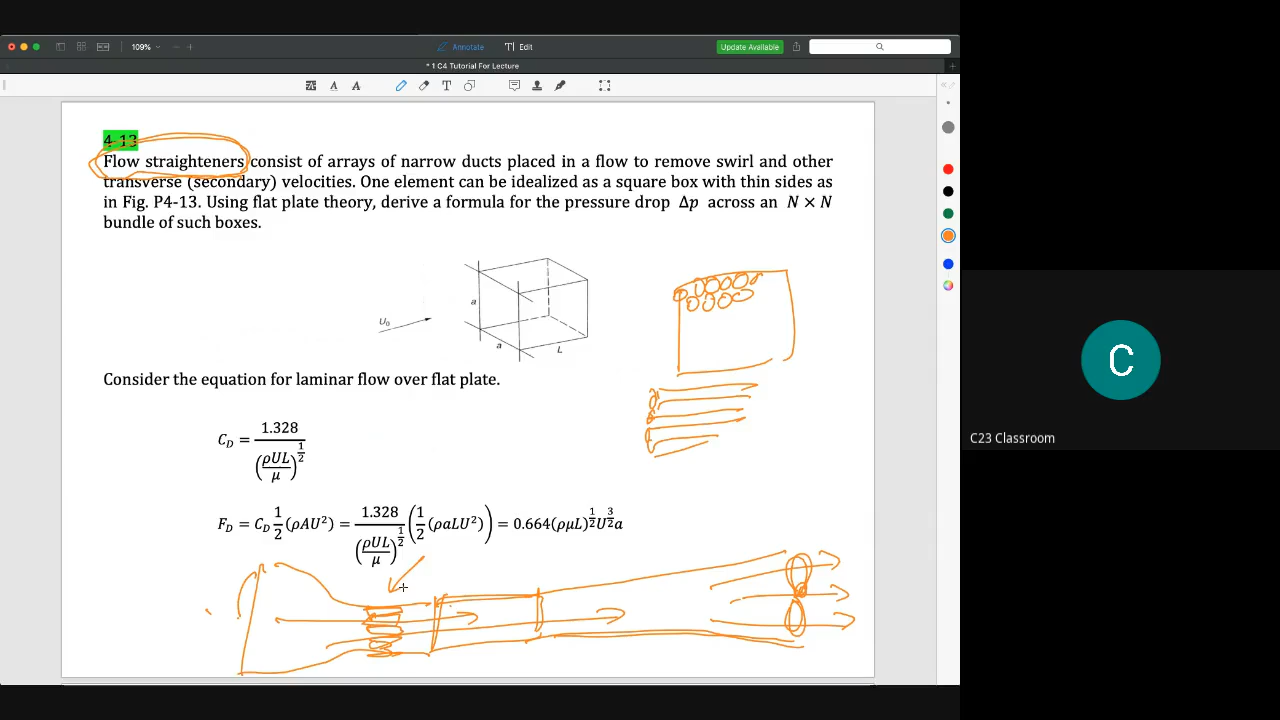 109%
Annotate
Edit
Update Available
* 1 C4 Tutorial For Lecture
4-13
Flow straighteners consist of arrays of narrow ducts placed in a flow to remove swirl and other
transverse (secondary) velocities. One element can be idealized as a square box with thin sides as
in Fig. P4-13. Using flat plate theory, derive a formula for the pressure drop Δp across an N × N
bundle of such boxes.
U₀
a
a
L
Consider the equation for laminar flow over flat plate.
C_D = 1.328 / (ρUL/μ)^(1/2)
F_D = C_D 1/2 (ρAU²) = 1.328 / (ρUL/μ)^(1/2) (1/2 (ρaLU²)) = 0.664(ρμL)^(1/2) U^(3/2) a
C
C23 Classroom